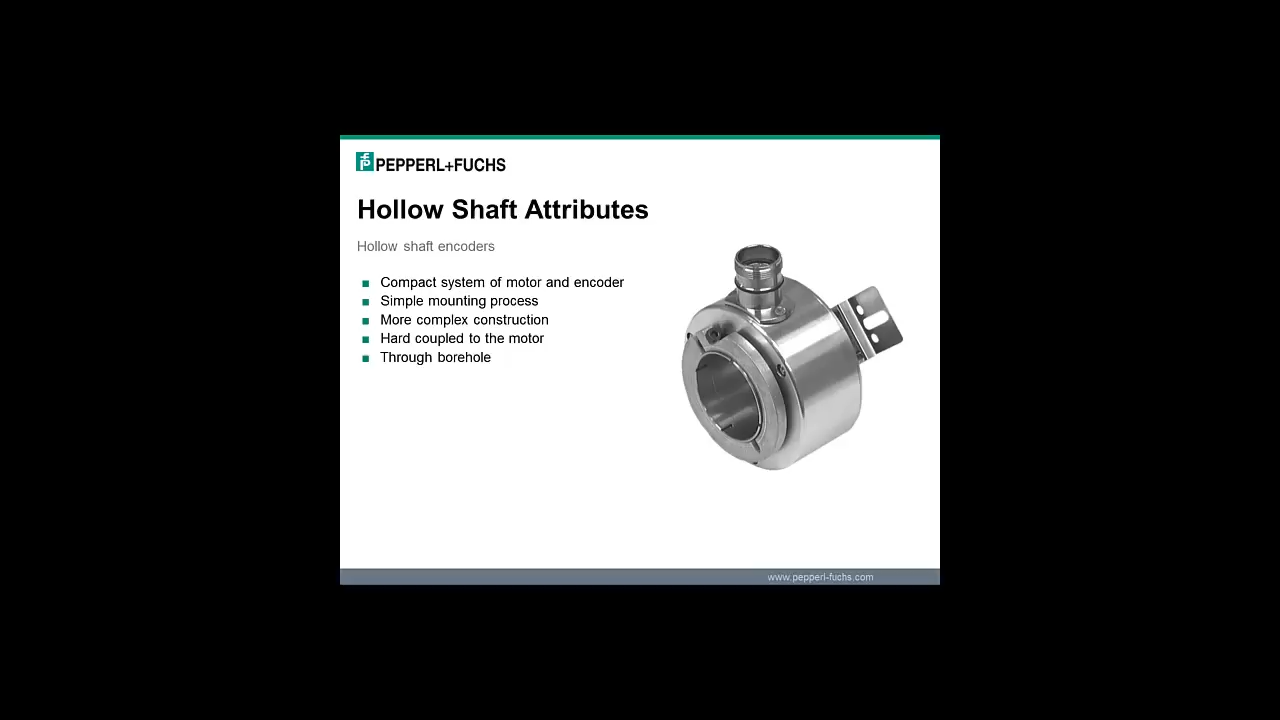 PEPPERL+FUCHS
Hollow Shaft Attributes
Hollow shaft encoders
Compact system of motor and encoder
Simple mounting process
More complex construction
Hard coupled to the motor
Through borehole
www.pepperl-fuchs.com